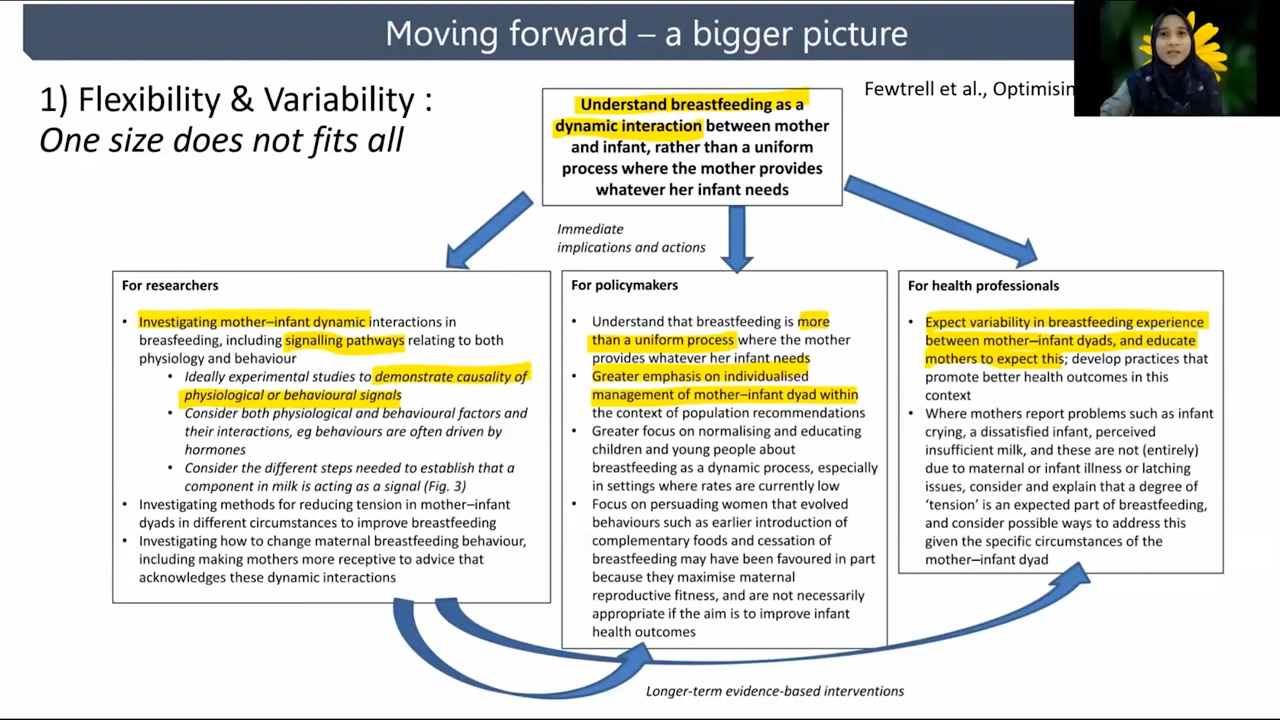 Moving forward – a bigger picture
1) Flexibility & Variability :
One size does not fits all
Fewtrell et al.,
Understand breastfeeding as a
dynamic interaction between mother
and infant, rather than a uniform
process where the mother provides
whatever her infant needs
Immediate
implications and actions
For researchers
• Investigating mother–infant dynamic interactions in
breasfeeding, including signalling pathways relating to both
physiology and behaviour
• Ideally experimental studies to demonstrate causality of
physiological or behavioural signals
• Consider both physiological and behavioural factors and
their interactions, eg behaviours are often driven by
hormones
• Consider the different steps needed to establish that a
component in milk is acting as a signal (Fig. 3)
• Investigating methods for reducing tension in mother–infant
dyads in different circumstances to improve breastfeeding
• Investigating how to change maternal breastfeeding behaviour,
including making mothers more receptive to advice that
acknowledges these dynamic interactions
For policymakers
• Understand that breastfeeding is more
than a uniform process where the mother
provides whatever her infant needs
• Greater emphasis on individualised
management of mother–infant dyad within
the context of population recommendations
• Greater focus on normalising and educating
children and young people about
breastfeeding as a dynamic process, especially
in settings where rates are currently low
• Focus on persuading women that evolved
behaviours such as earlier introduction of
complementary foods and cessation of
breastfeeding may have been favoured in part
because they maximise maternal
reproductive fitness, and are not necessarily
appropriate if the aim is to improve infant
health outcomes
For health professionals
• Expect variability in breastfeeding experience
between mother–infant dyads, and educate
mothers to expect this; develop practices that
promote better health outcomes in this
context
• Where mothers report problems such as infant
crying, a dissatisfied infant, perceived
insufficient milk, and these are not (entirely)
due to maternal or infant illness or latching
issues, consider and explain that a degree of
‘tension’ is an expected part of breastfeeding,
and consider possible ways to address this
given the specific circumstances of the
mother–infant dyad
Longer-term evidence-based interventions